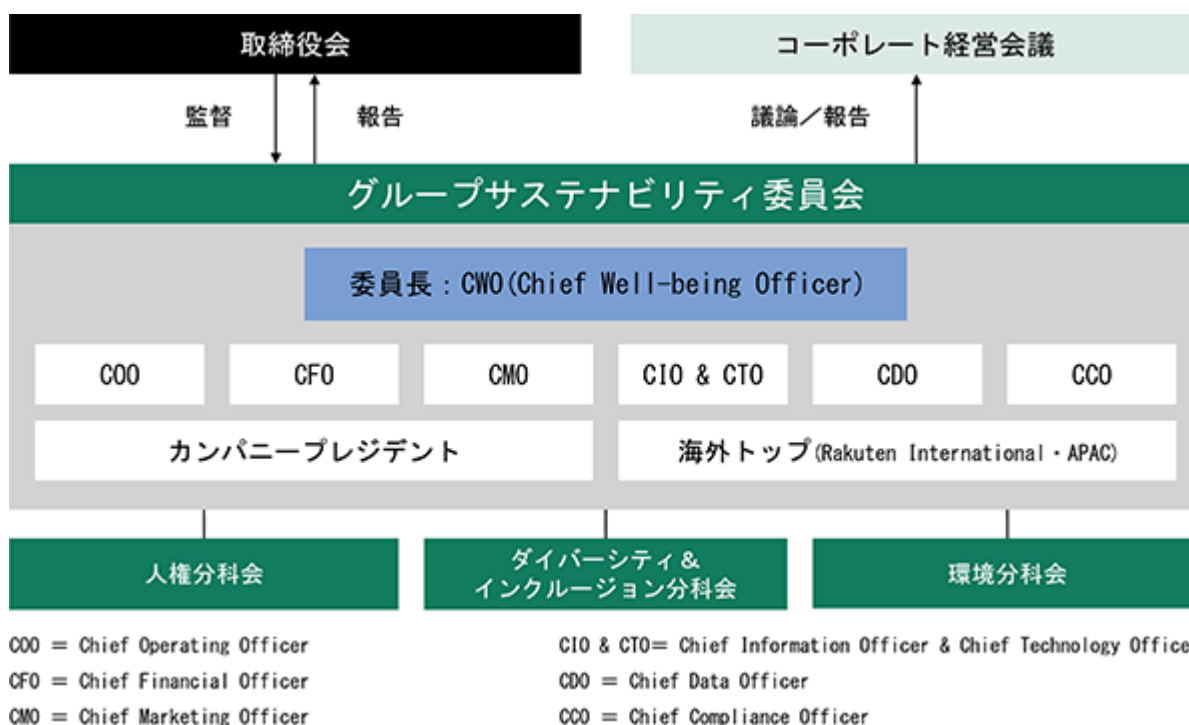 取締役会
コーポレート経営会議
監督
報告
議論／報告
グループサステナビリティ委員会
委員長：CWO(Chief Well-being Officer)
COO
CFO
CMO
CIO & CTO
CDO
CCO
カンパニープレジデント
海外トップ(Rakuten International・APAC)
人権分科会
ダイバーシティ＆
インクルージョン分科会
環境分科会
COO = Chief Operating Officer
CFO = Chief Financial Officer
CMO = Chief Marketing Officer
CIO & CTO= Chief Information Officer & Chief Technology Office
CDO = Chief Data Officer
CCO = Chief Compliance Officer